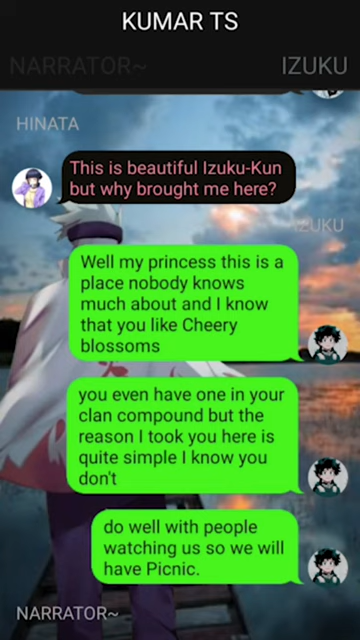 KUMAR TS
NARRATOR~
IZUKU
HINATA
This is beautiful Izuku-Kun
but why brought me here?
IZUKU
Well my princess this is a
place nobody knows
much about and I know
that you like Cheery
blossoms
you even have one in your
clan compound but the
reason I took you here is
quite simple I know you
don't
do well with people
watching us so we will
have Picnic.
NARRATOR~